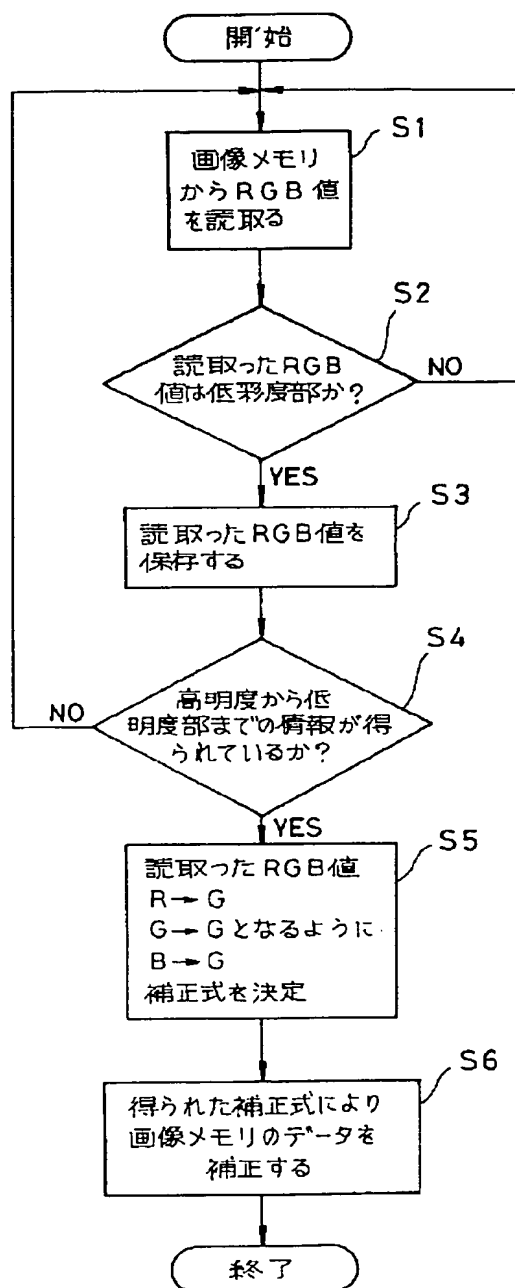 開始
S1
画像メモリ
からRGB値
を読取る
S2
読取ったRGB
値は低彩度部か?
NO
YES
S3
読取ったRGB値を
保存する
S4
高明度から低
明度部までの情報が得
られているか?
NO
YES
S5
読取ったRGB値
R→G
G→Gとなるように
B→G
補正式を決定
S6
得られた補正式により
画像メモリのデータを
補正する
終了